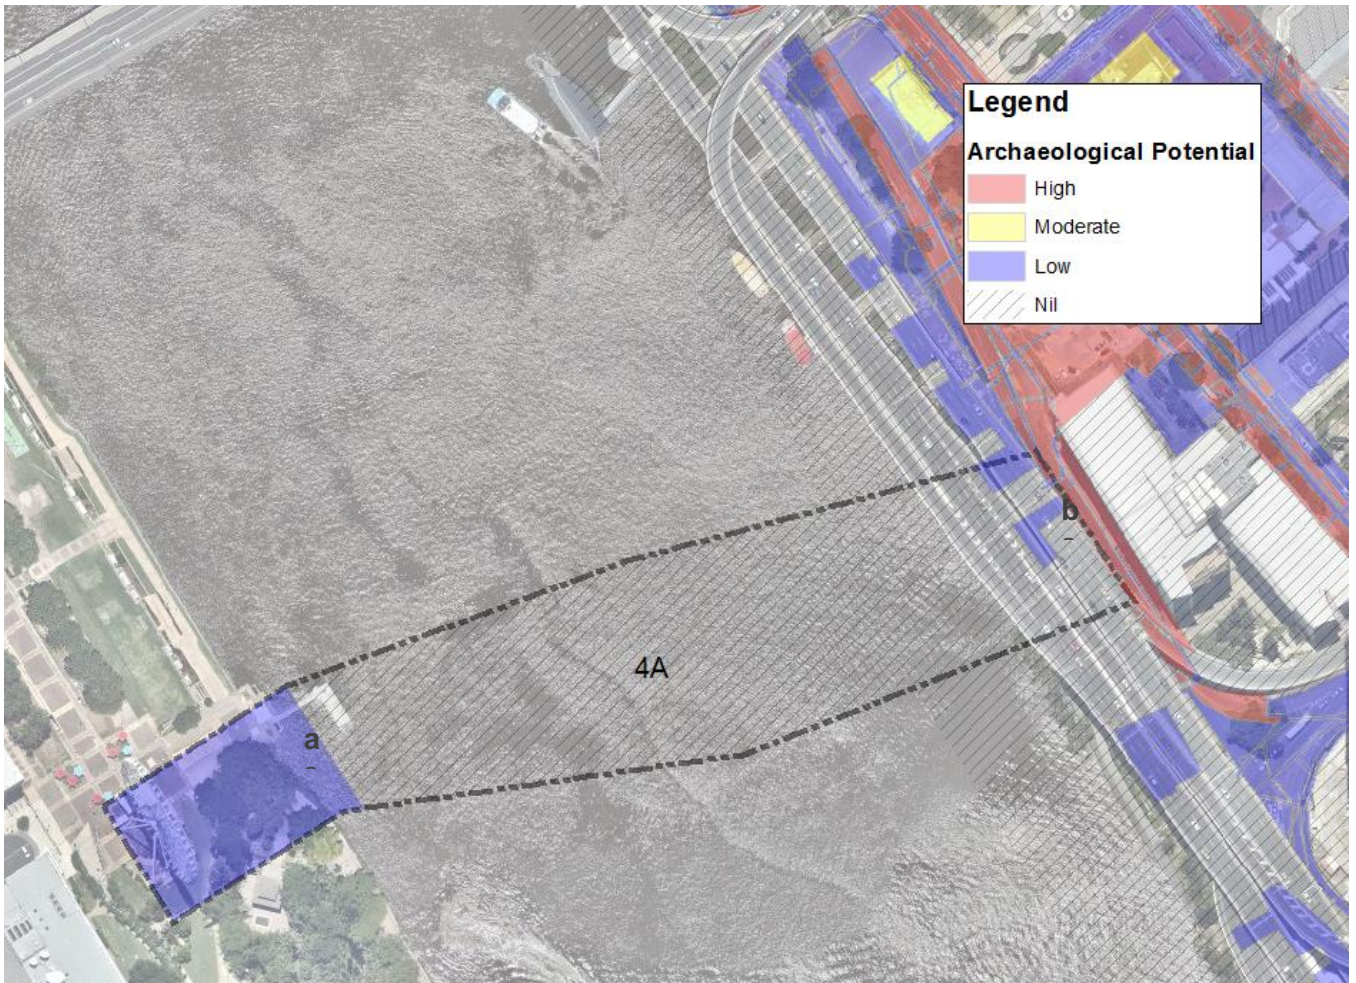 Legend
Archaeological Potential
High
Moderate
Low
Nil
b
4A
a